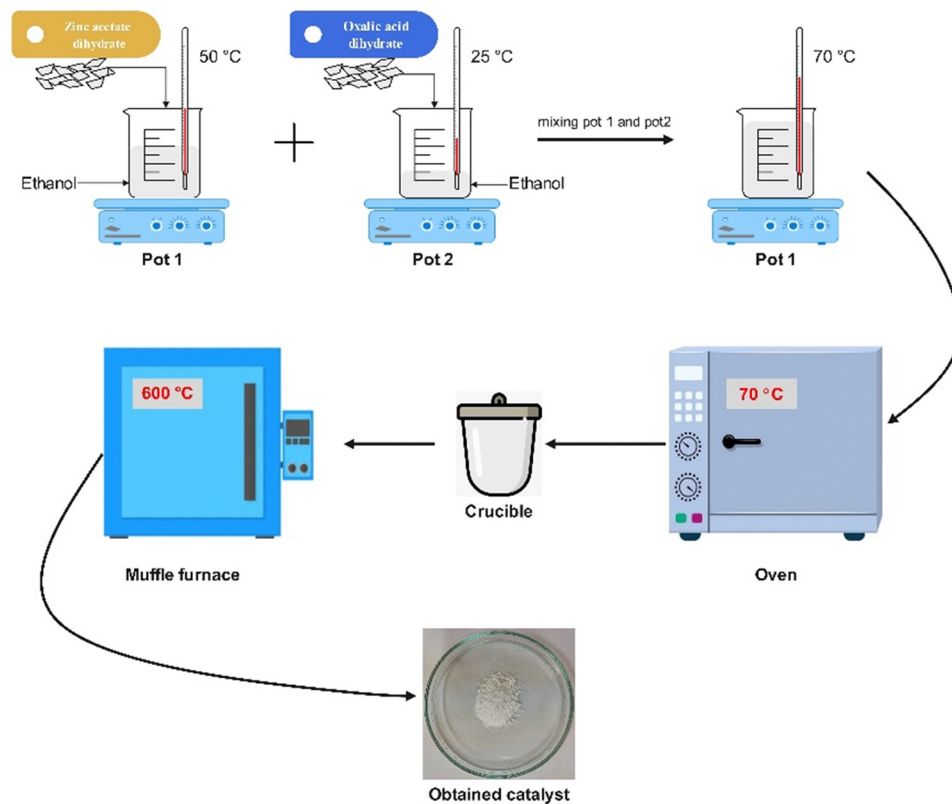 Zinc acetate
dihydrate
50 °C
Oxalic acid
dihydrate
25 °C
70 °C
mixing pot 1 and pot2
Ethanol
Ethanol
Pot 1
Pot 2
Pot 1
600 °C
70 °C
Crucible
Muffle furnace
Oven
Obtained catalyst